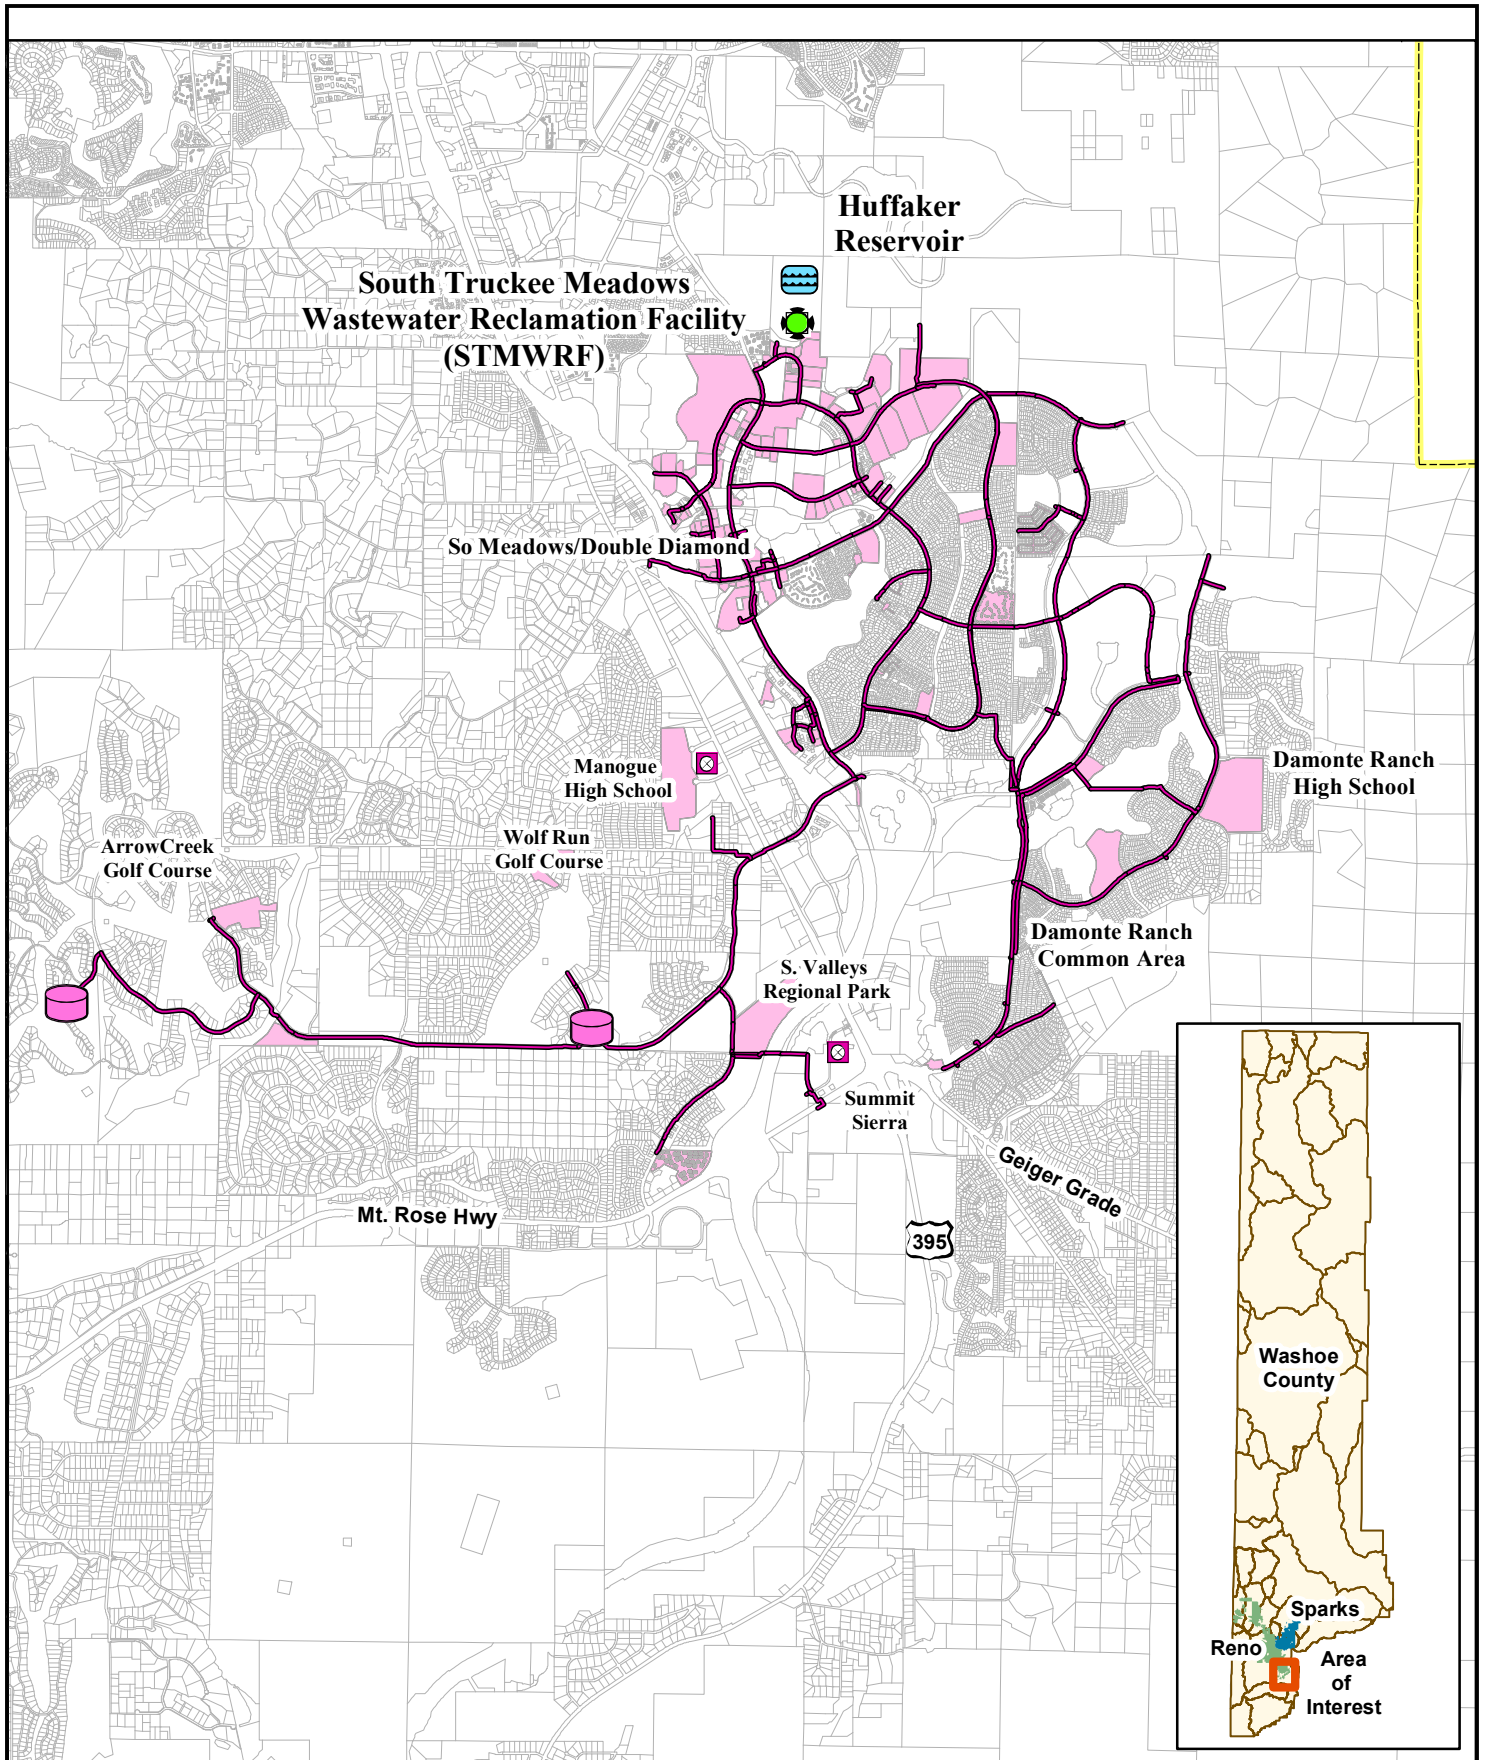 Huffaker
Reservoir
South Truckee Meadows
Wastewater Reclamation Facility
(STMWRF)
So Meadows/Double Diamond
Manogue
High School
Damonte Ranch
High School
Wolf Run
Golf Course
ArrowCreek
Golf Course
Damonte Ranch
Common Area
S. Valleys
Regional Park
Summit
Sierra
Geiger Grade
Mt. Rose Hwy
395
Washoe
County
Sparks
Reno
Area
of
Interest